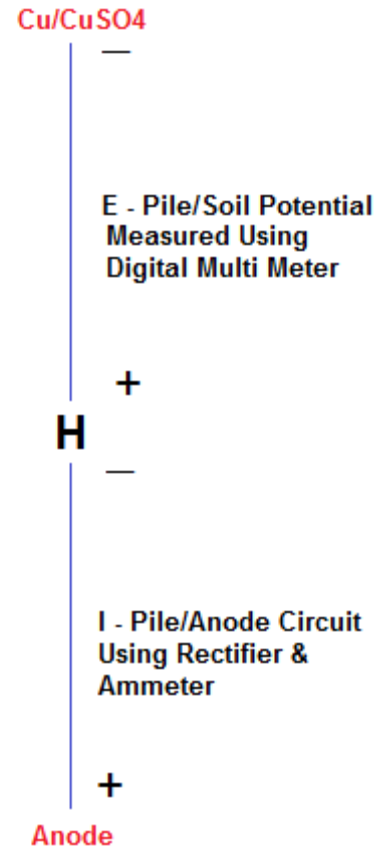 Cu/CuSO4
—
E - Pile/Soil Potential
Measured Using
Digital Multi Meter
+
H
—
I - Pile/Anode Circuit
Using Rectifier &
Ammeter
+
Anode